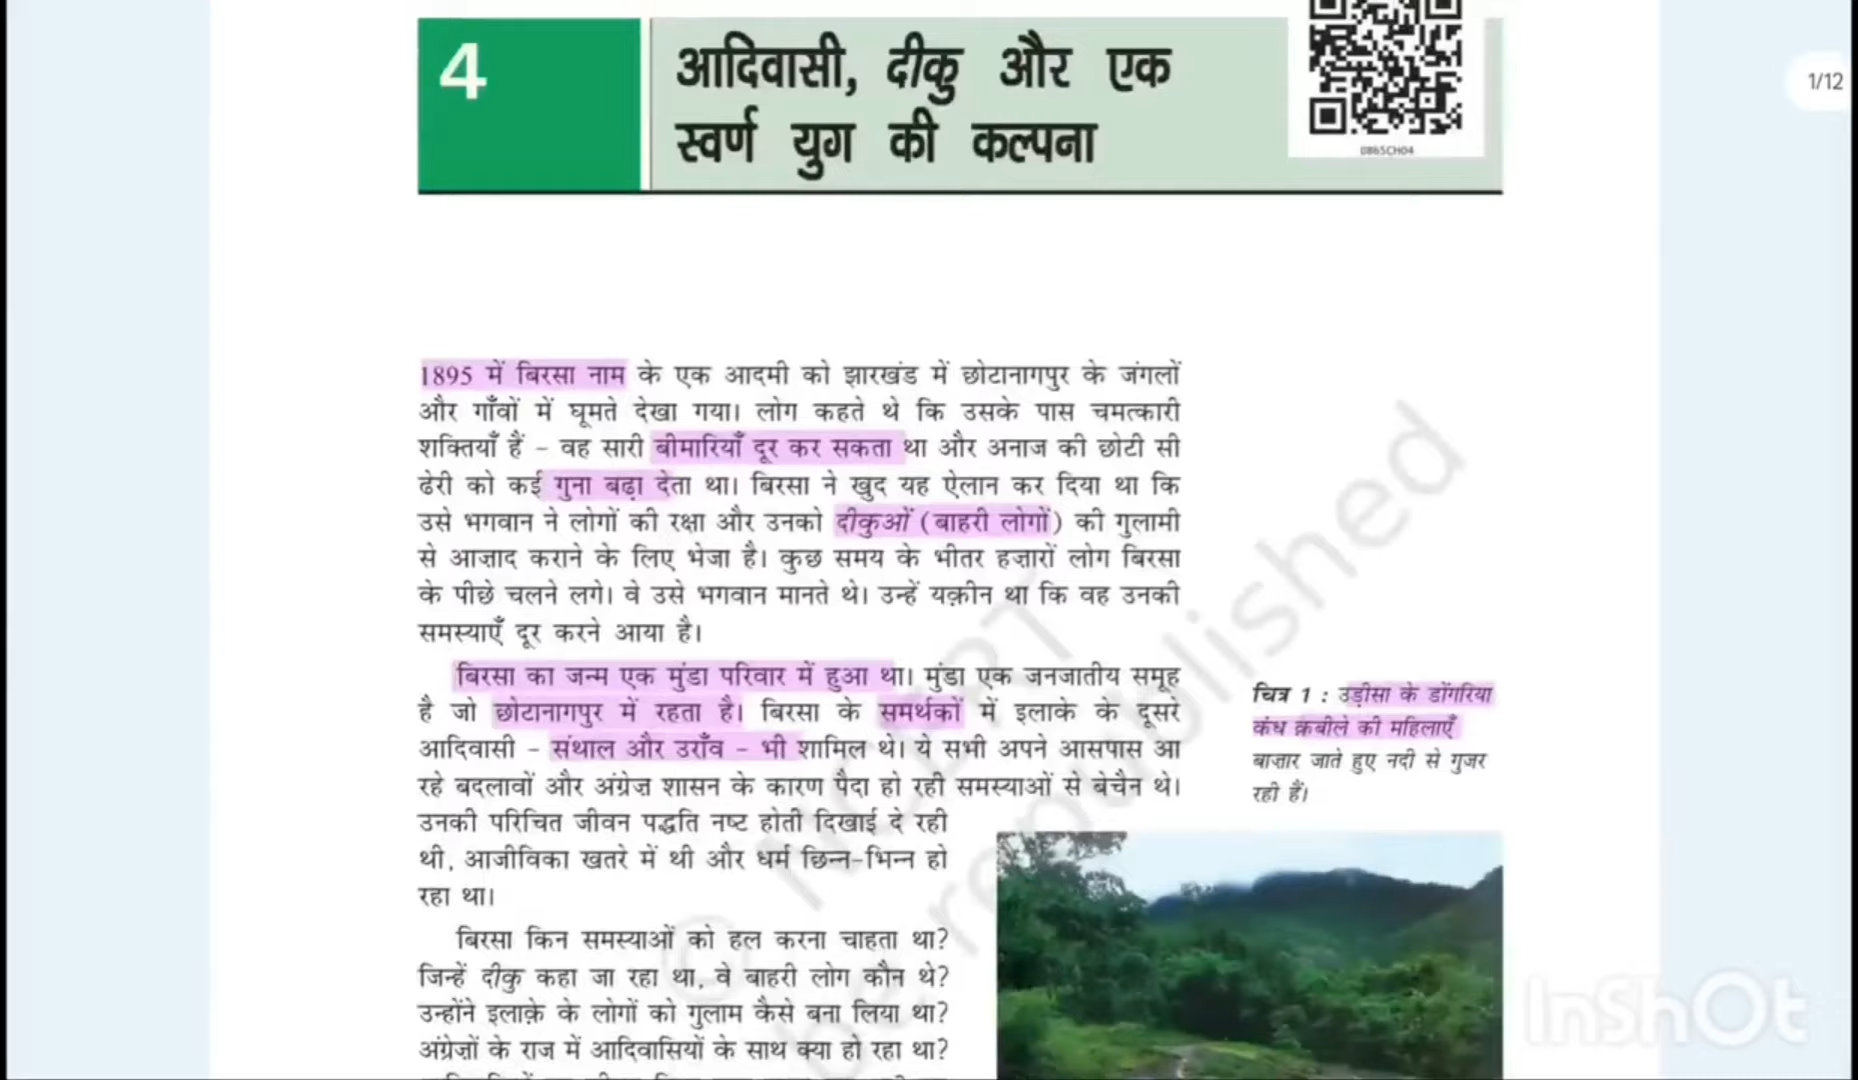 4
आदिवासी, दीकु और एक
स्वर्ण युग की कल्पना
0865CH04
1/12
1895 में बिरसा नाम के एक आदमी को झारखंड में छोटानागपुर के जंगलों
और गाँवों में घूमते देखा गया। लोग कहते थे कि उसके पास चमत्कारी
शक्तियाँ हैं – वह सारी बीमारियाँ दूर कर सकता था और अनाज की छोटी सी
ढेरी को कई गुना बढ़ा देता था। बिरसा ने खुद यह ऐलान कर दिया था कि
उसे भगवान ने लोगों की रक्षा और उनको दीकुओं (बाहरी लोगों) की गुलामी
से आज़ाद कराने के लिए भेजा है। कुछ समय के भीतर हज़ारों लोग बिरसा
के पीछे चलने लगे। वे उसे भगवान मानते थे। उन्हें यक़ीन था कि वह उनकी
समस्याएँ दूर करने आया है।
बिरसा का जन्म एक मुंडा परिवार में हुआ था। मुंडा एक जनजातीय समूह
है जो छोटानागपुर में रहता है। बिरसा के समर्थकों में इलाके के दूसरे
आदिवासी – संथाल और उराँव – भी शामिल थे। ये सभी अपने आसपास आ
रहे बदलावों और अंग्रेज़ शासन के कारण पैदा हो रही समस्याओं से बेचैन थे।
उनकी परिचित जीवन पद्धति नष्ट होती दिखाई दे रही
थी, आजीविका खतरे में थी और धर्म छिन्न-भिन्न हो
रहा था।
बिरसा किन समस्याओं को हल करना चाहता था?
जिन्हें दीकु कहा जा रहा था, वे बाहरी लोग कौन थे?
उन्होंने इलाक़े के लोगों को गुलाम कैसे बना लिया था?
अंग्रेज़ों के राज में आदिवासियों के साथ क्या हो रहा था?
चित्र 1 : उड़ीसा के डोंगरिया
कंध क़बीले की महिलाएँ
बाज़ार जाते हुए नदी से गुज़र
रही हैं।
© NCERT
be republished
InShOt